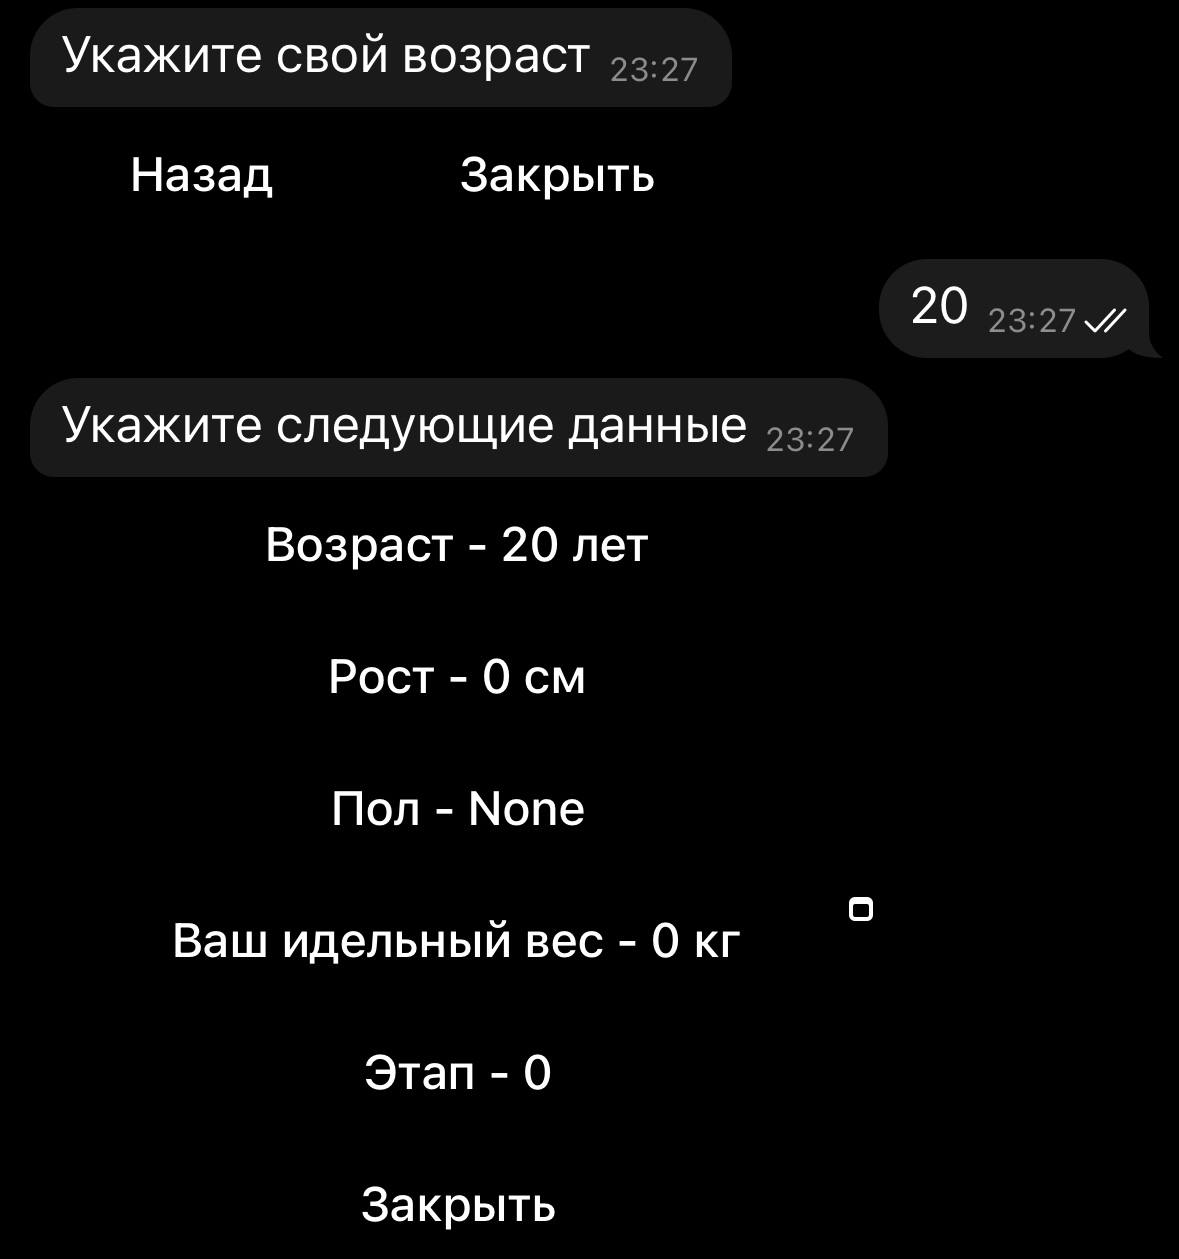 Укажите свой возраст 23:27
Назад Закрыть
20 23:27
Укажите следующие данные 23:27
Возраст - 20 лет
Рост - 0 см
Пол - None
Ваш идельный вес - 0 кг
Этап - 0
Закрыть